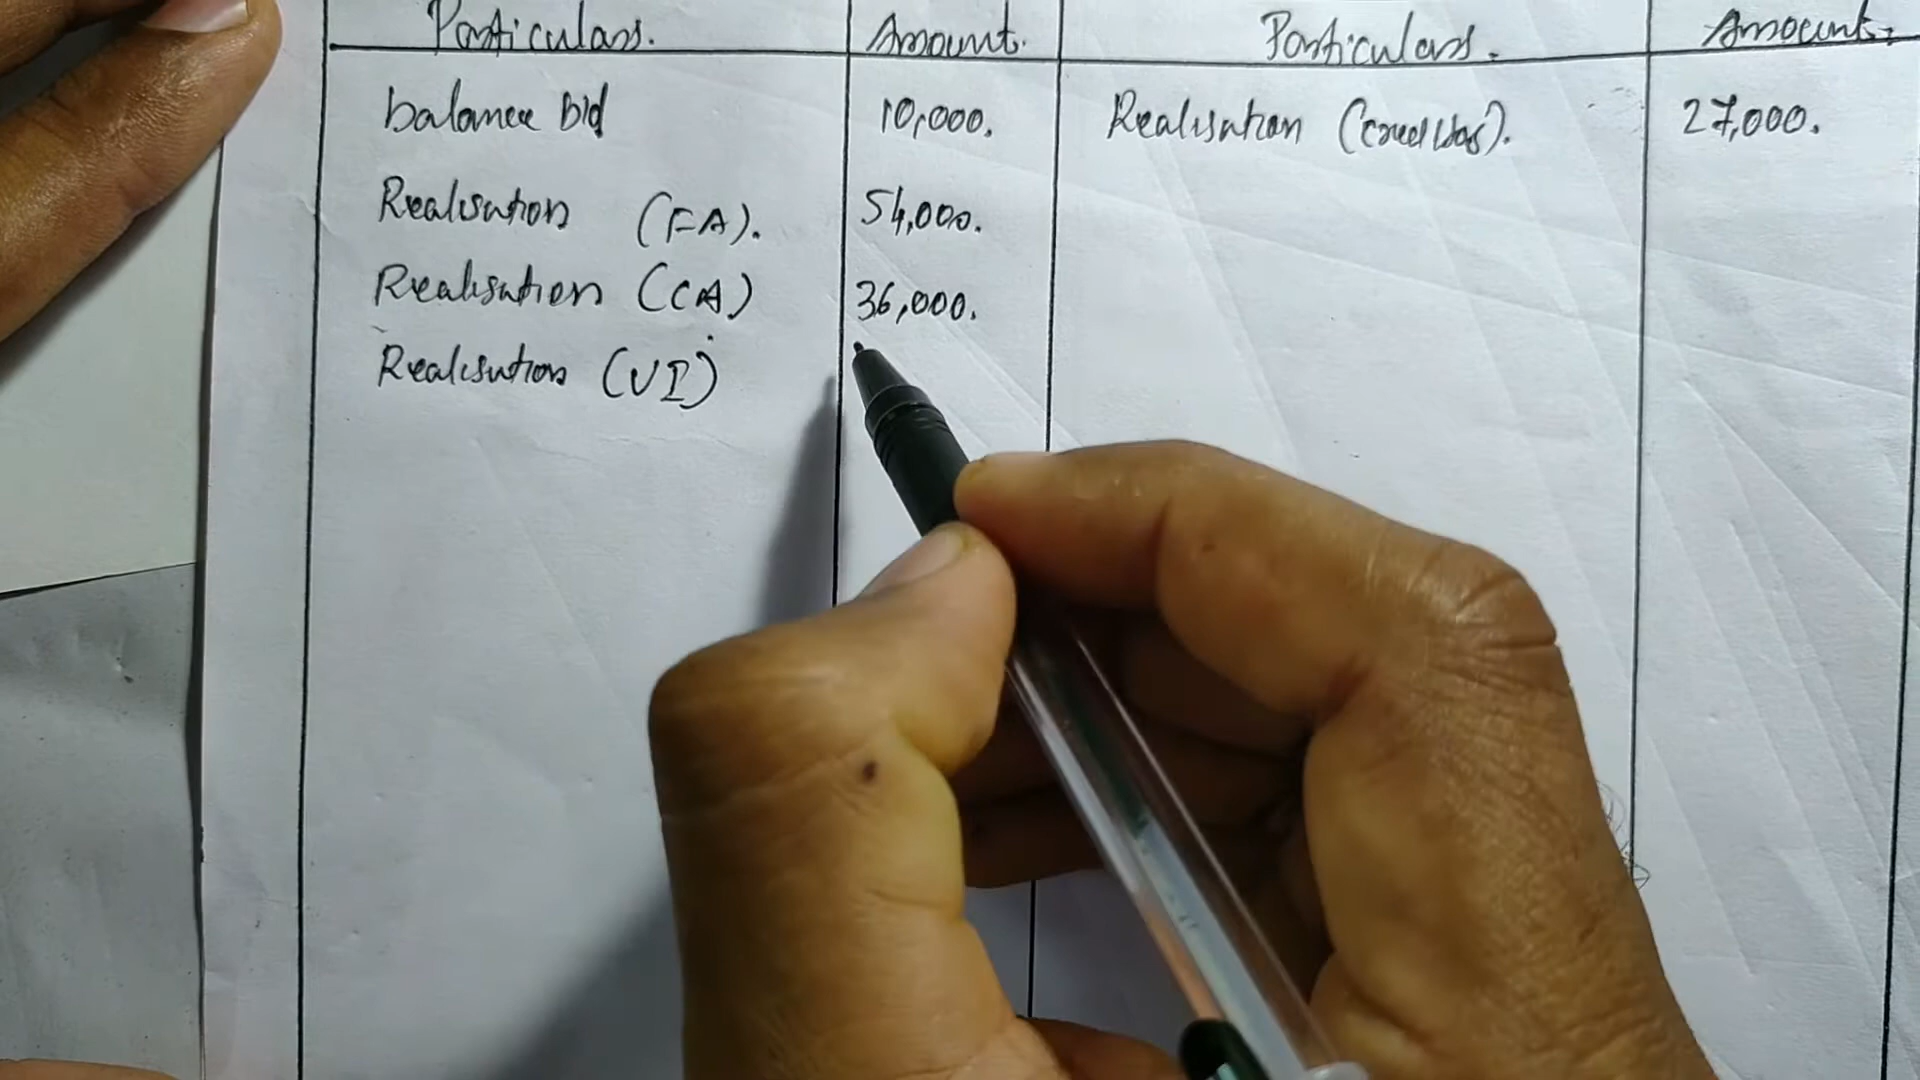 Particulars. Amount. Particulars. Amount.
balance b/d 10,000. Realisation (creditors). 27,000.
Realisation (FA). 54,000.
Realisation (CA) 36,000.
Realisation (UI)